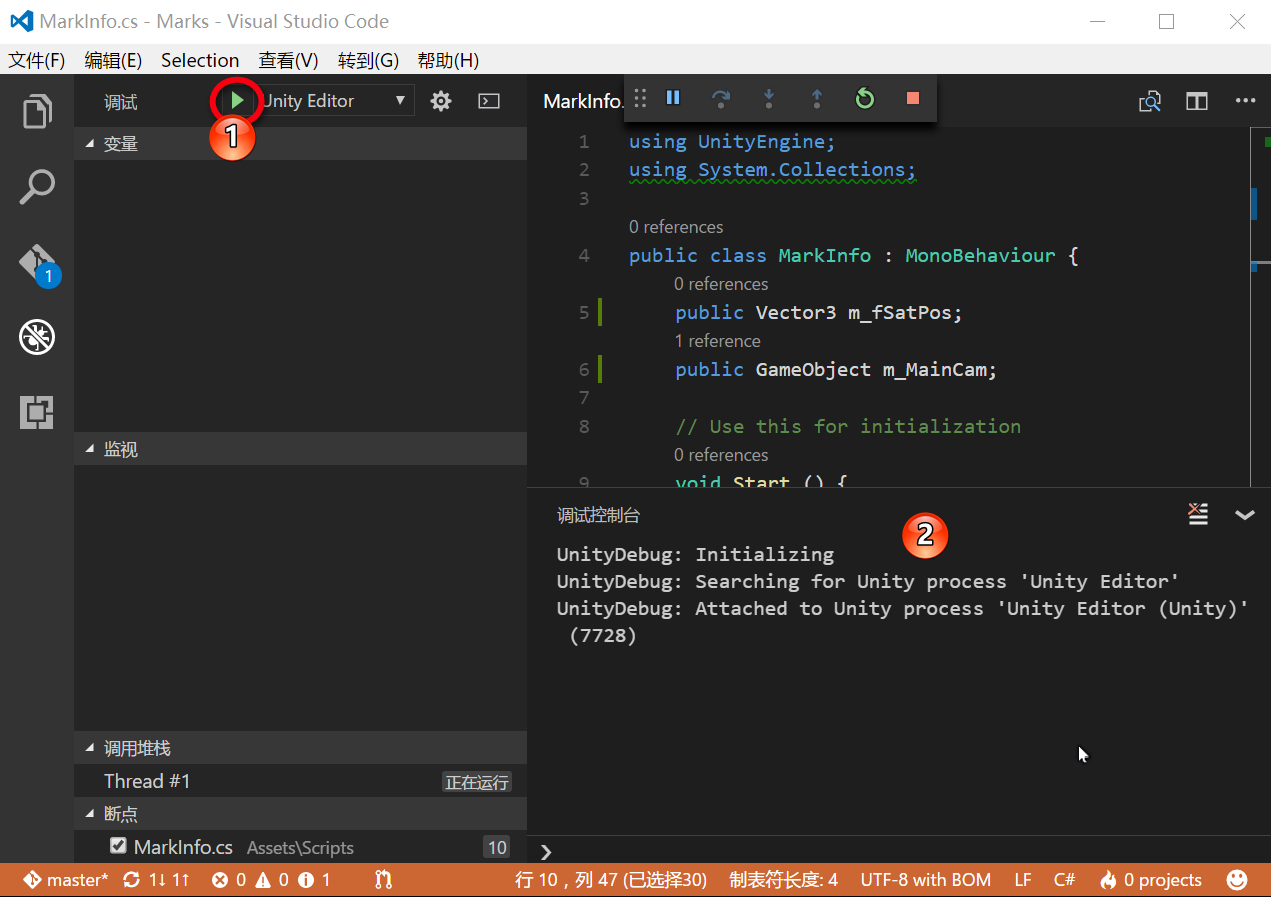 MarkInfo.cs - Marks - Visual Studio Code
文件(F) 编辑(E) Selection 查看(V) 转到(G) 帮助(H)
调试 Unity Editor
1
变量
1
监视
调用堆栈
Thread #1 正在运行
断点
MarkInfo.cs Assets\Scripts 10
MarkInfo.
1 using UnityEngine;
2 using System.Collections;
3
0 references
4 public class MarkInfo : MonoBehaviour {
0 references
5 public Vector3 m_fSatPos;
1 reference
6 public GameObject m_MainCam;
7
8 // Use this for initialization
0 references
9 void Start () {
调试控制台
2
UnityDebug: Initializing
UnityDebug: Searching for Unity process 'Unity Editor'
UnityDebug: Attached to Unity process 'Unity Editor (Unity)'
(7728)
master* 1↓ 1↑ 0 0 1 行 10，列 47 (已选择30) 制表符长度: 4 UTF-8 with BOM LF C# 0 projects